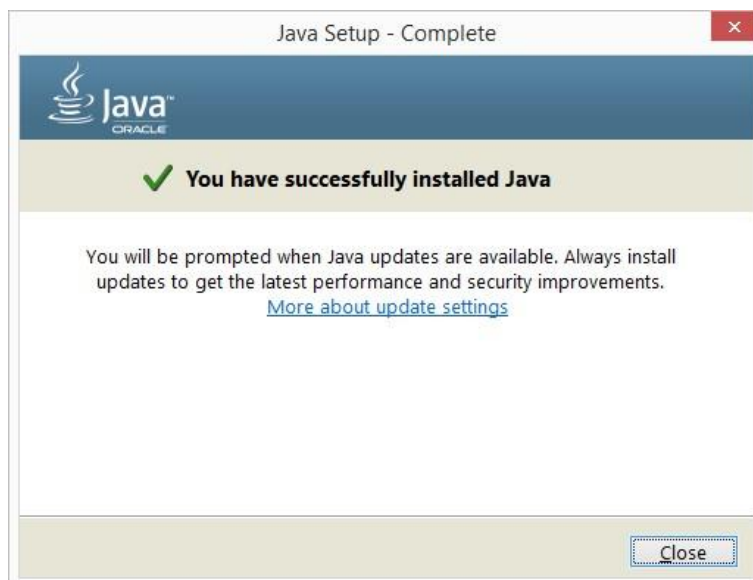 Java Setup - Complete
Java™
ORACLE
You have successfully installed Java
You will be prompted when Java updates are available. Always install
updates to get the latest performance and security improvements.
More about update settings
Close